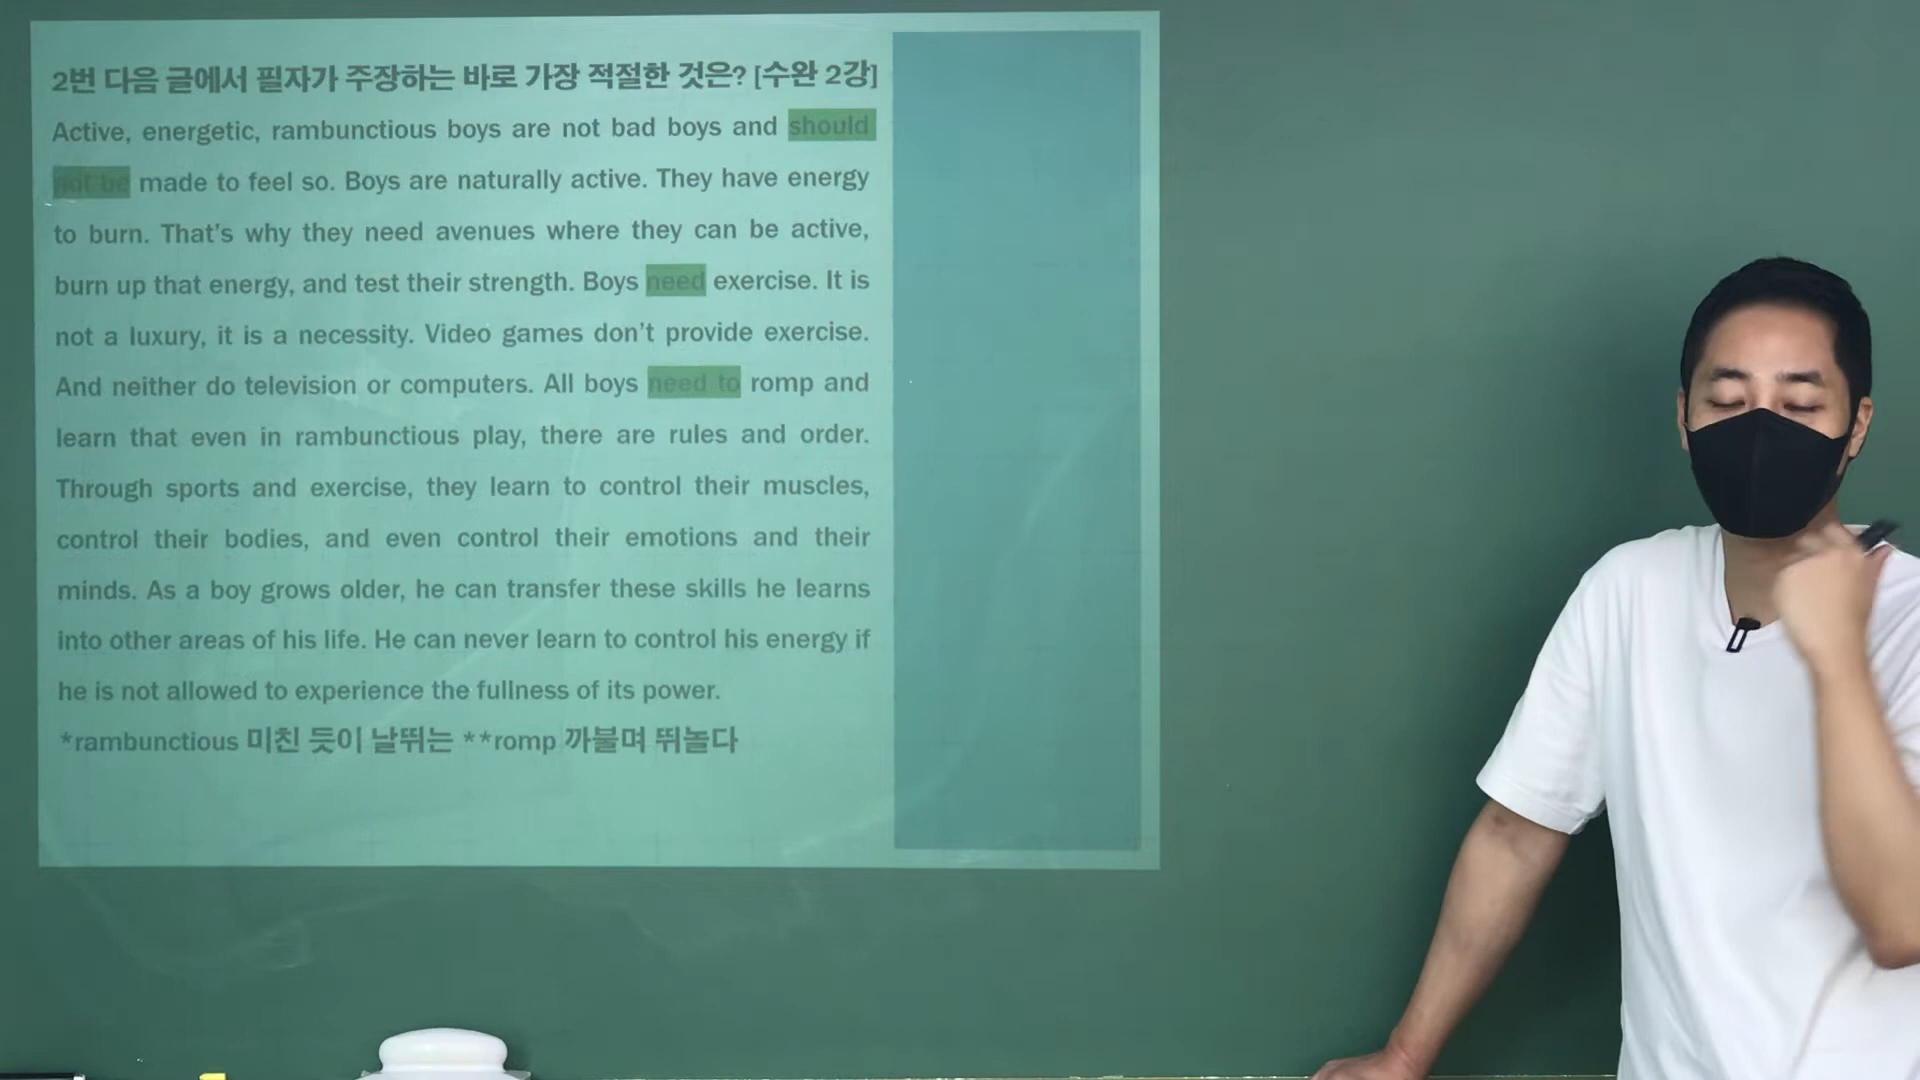 2번 다음 글에서 필자가 주장하는 바로 가장 적절한 것은? [수완 2강]
Active, energetic, rambunctious boys are not bad boys and should
not be made to feel so. Boys are naturally active. They have energy
to burn. That's why they need avenues where they can be active,
burn up that energy, and test their strength. Boys need exercise. It is
not a luxury, it is a necessity. Video games don't provide exercise.
And neither do television or computers. All boys need to romp and
learn that even in rambunctious play, there are rules and order.
Through sports and exercise, they learn to control their muscles,
control their bodies, and even control their emotions and their
minds. As a boy grows older, he can transfer these skills he learns
into other areas of his life. He can never learn to control his energy if
he is not allowed to experience the fullness of its power.
*rambunctious 미친 듯이 날뛰는 **romp 까불며 뛰놀다